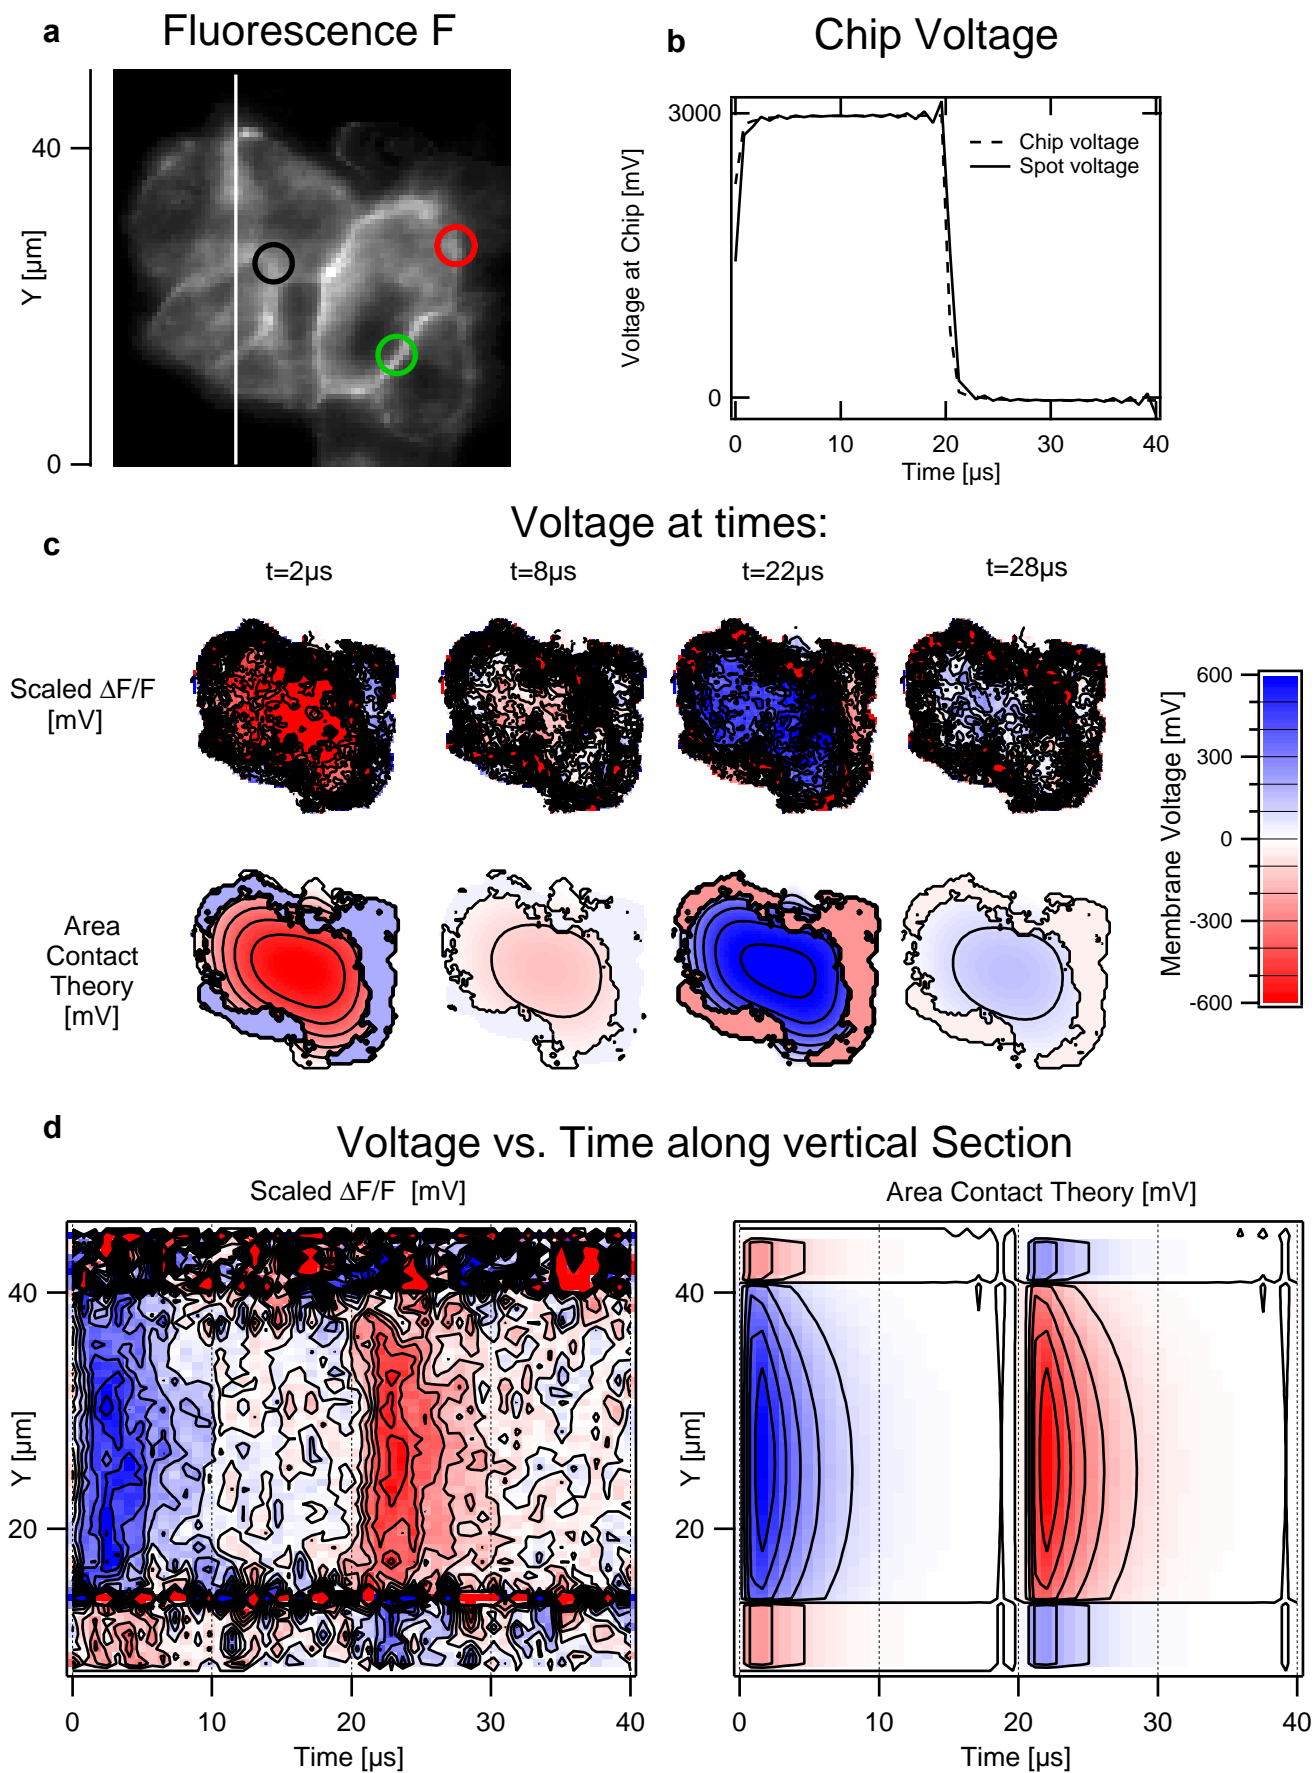 a
Fluorescence F
b
Chip Voltage
40
0
Y [µm]
3000
0
Voltage at Chip [mV]
Chip voltage
Spot voltage
0 10 20 30 40
Time [µs]
Voltage at times:
c
t=2µs t=8µs t=22µs t=28µs
Scaled ΔF/F
[mV]
Area
Contact
Theory
[mV]
600
300
0
-300
-600
Membrane Voltage [mV]
d
Voltage vs. Time along vertical Section
Scaled ΔF/F [mV]
Area Contact Theory [mV]
40
20
Y [µm]
0 10 20 30 40
Time [µs]
40
20
Y [µm]
0 10 20 30 40
Time [µs]